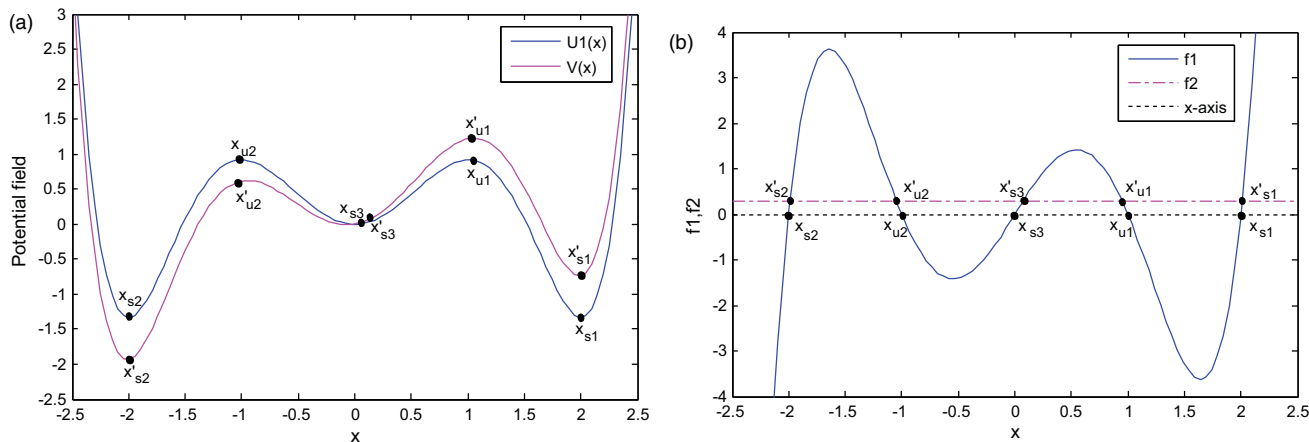 (a)
Potential field
3
2.5
2
1.5
1
0.5
0
-0.5
-1
-1.5
-2
-2.5
U1(x)
V(x)
x'u1
xu2
xu1
x'u2
xs3
x's3
x's1
xs2
xs1
x's2
-2.5 -2 -1.5 -1 -0.5 0 0.5 1 1.5 2 2.5
x
(b)
f1,f2
4
3
2
1
0
-1
-2
-3
-4
f1
f2
x-axis
x's2 x'u2 x's3 x'u1 x's1
xs2 xu2 xs3 xu1 xs1
-2.5 -2 -1.5 -1 -0.5 0 0.5 1 1.5 2 2.5
x